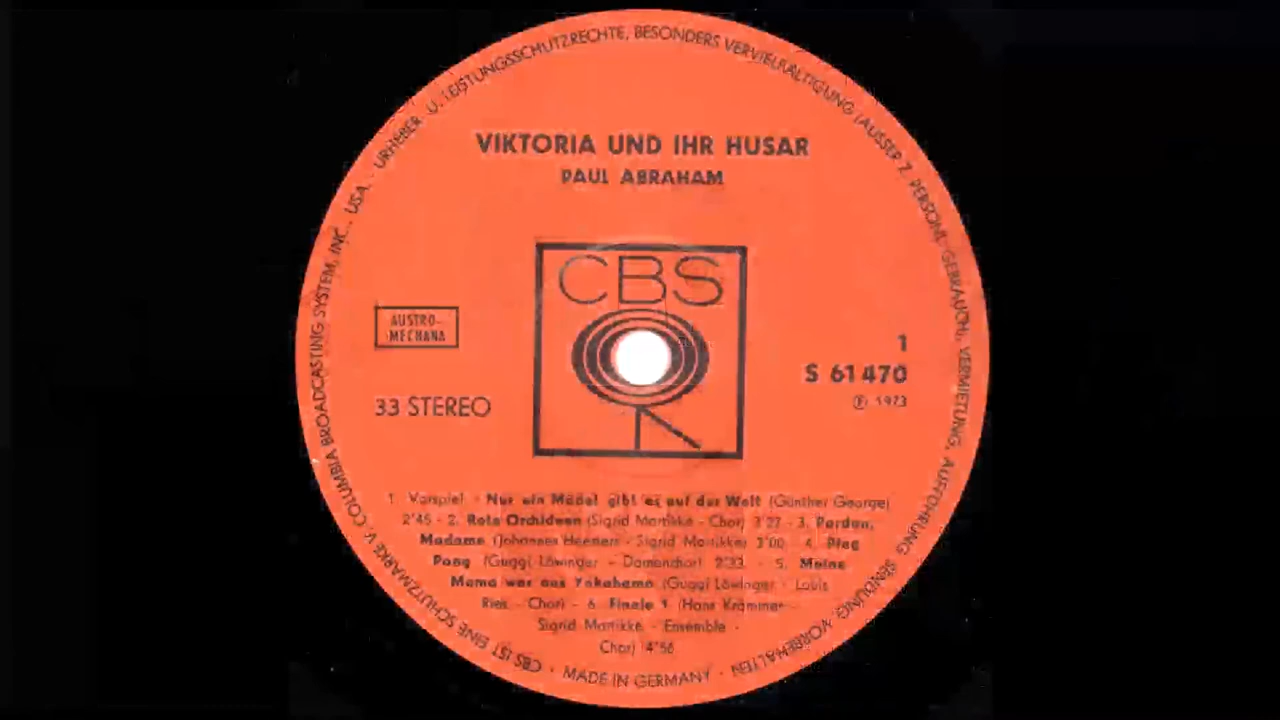 URHEBER- U. LEISTUNGSSCHUTZRECHTE, BESONDERS VERVIELFÄLTIGUNG (AUSSER Z. PERSÖNL. GEBRAUCH), VERMIETUNG, AUFFÜHRUNG, SENDUNG, VORBEHALTEN
VIKTORIA UND IHR HUSAR
PAUL ABRAHAM
CBS
AUSTRO-
MECHANA
33 STEREO
1
S 61 470
Ⓟ 1973
1. Vorspiel - Nur ein Mädel gibt es auf der Welt (Günther George)
2'45 - 2. Rote Orchideen (Sigrid Martikke - Chor) 3'27 - 3. Pardon,
Madame (Johannes Heesters - Sigrid Martikke) 3'00 - 4. Ping
Pong (Guggi Löwinger - Damenchor) 2'33 - 5. Meine
Mama war aus Yokohama (Guggi Löwinger - Louis
Ries - Chor) - 6. Finale 1 (Hans Krämmer -
Sigrid Martikke - Ensemble -
Chor) 4'56
CBS IST EINE SCHUTZMARKE V. COLUMBIA BROADCASTING SYSTEM, INC., USA.
MADE IN GERMANY